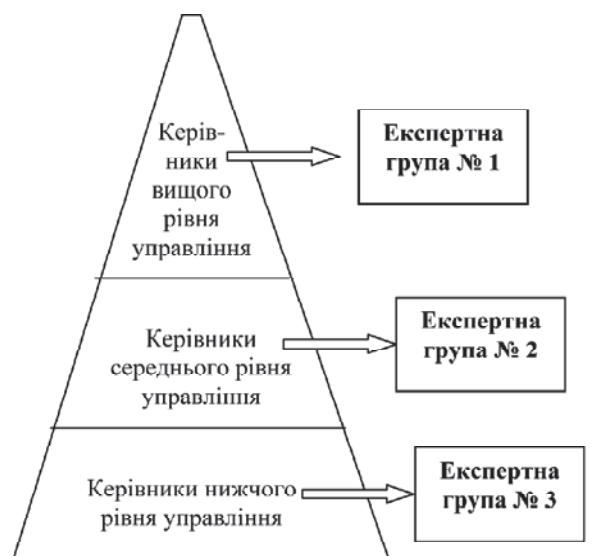 Керів-
ники
вищого
рівня
управління
Експертна
група № 1
Керівники
середнього рівня
управління
Експертна
група № 2
Керівники нижчого
рівня управління
Експертна
група № 3